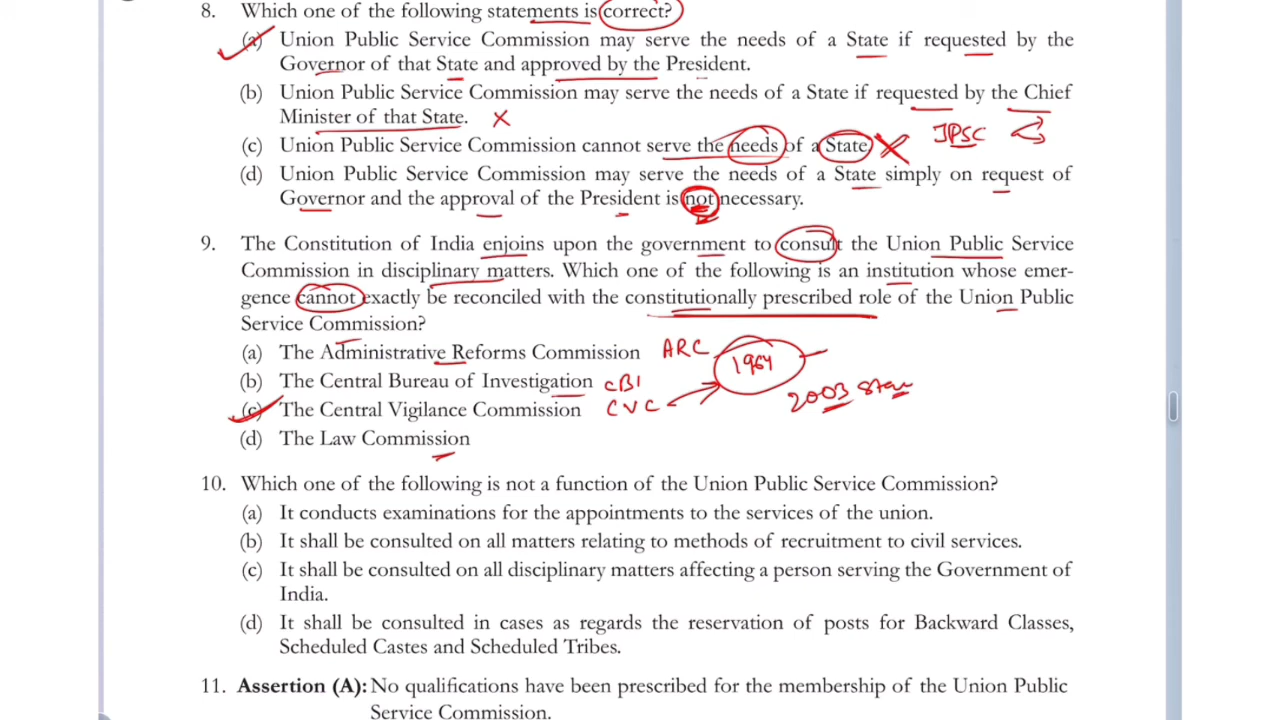 8. Which one of the following statements is correct?
(a) Union Public Service Commission may serve the needs of a State if requested by the
Governor of that State and approved by the President.
(b) Union Public Service Commission may serve the needs of a State if requested by the Chief
Minister of that State. X
(c) Union Public Service Commission cannot serve the needs of a State X JPSC
(d) Union Public Service Commission may serve the needs of a State simply on request of
Governor and the approval of the President is not necessary.
9. The Constitution of India enjoins upon the government to consult the Union Public Service
Commission in disciplinary matters. Which one of the following is an institution whose emer-
gence cannot exactly be reconciled with the constitutionally prescribed role of the Union Public
Service Commission?
(a) The Administrative Reforms Commission ARC 1964
(b) The Central Bureau of Investigation CBI
(c) The Central Vigilance Commission CVC 2003
(d) The Law Commission
10. Which one of the following is not a function of the Union Public Service Commission?
(a) It conducts examinations for the appointments to the services of the union.
(b) It shall be consulted on all matters relating to methods of recruitment to civil services.
(c) It shall be consulted on all disciplinary matters affecting a person serving the Government of
India.
(d) It shall be consulted in cases as regards the reservation of posts for Backward Classes,
Scheduled Castes and Scheduled Tribes.
11. Assertion (A): No qualifications have been prescribed for the membership of the Union Public
Service Commission.